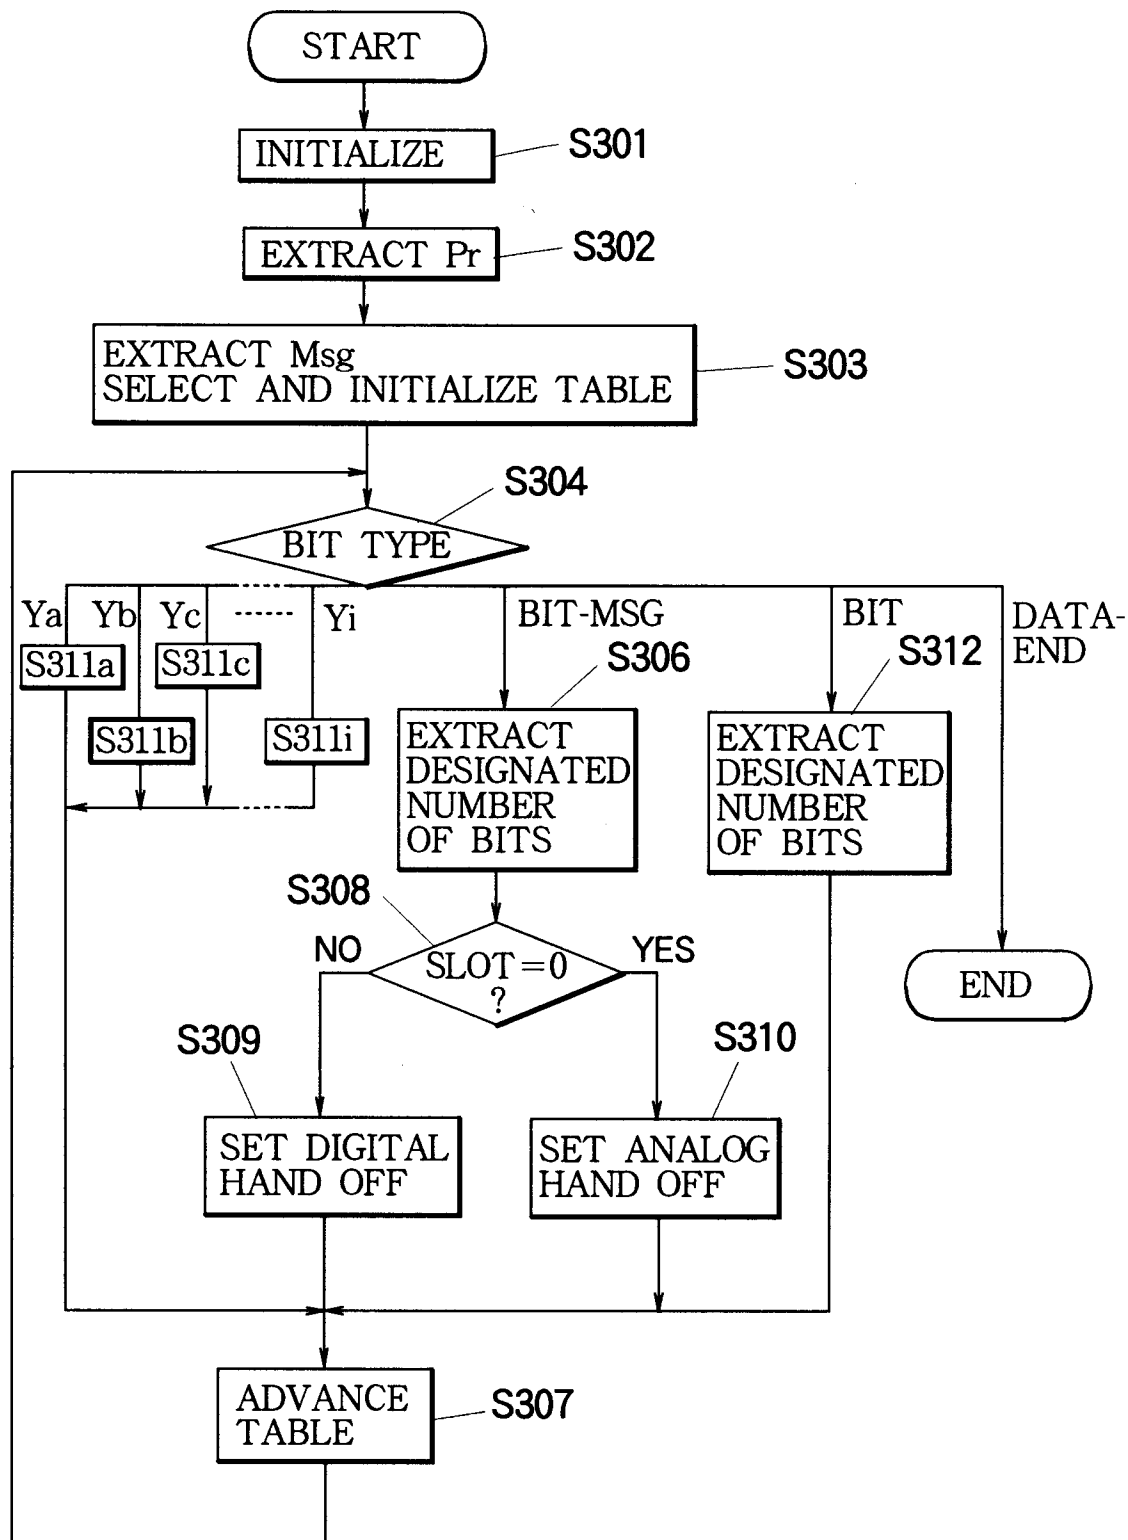 START
INITIALIZE
S301
EXTRACT Pr
S302
EXTRACT Msg
SELECT AND INITIALIZE TABLE
S303
S304
BIT TYPE
Ya
Yb
Yc
Yi
BIT-MSG
BIT
DATA-
END
S311a
S311c
S306
S312
S311b
S311i
EXTRACT
DESIGNATED
NUMBER
OF BITS
EXTRACT
DESIGNATED
NUMBER
OF BITS
S308
NO
SLOT=0
?
YES
END
S309
S310
SET DIGITAL
HAND OFF
SET ANALOG
HAND OFF
ADVANCE
TABLE
S307